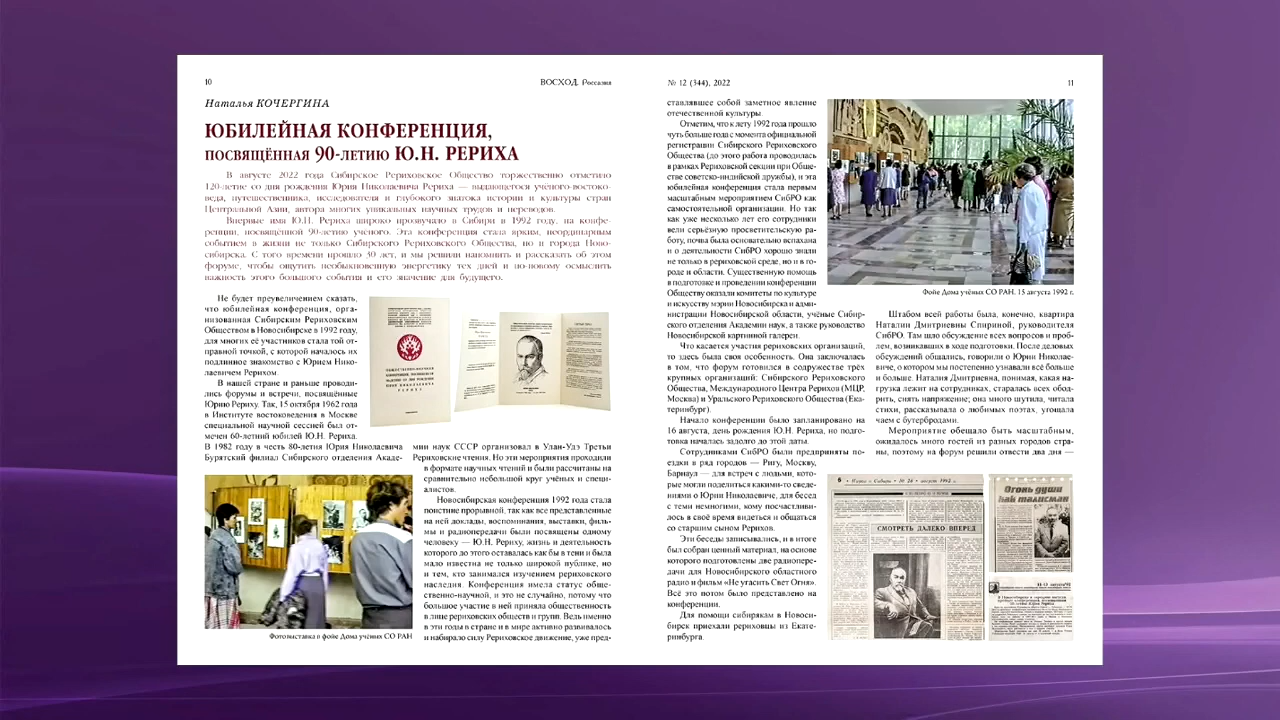 10
ВОСХОД. Россазия
Наталья КОЧЕРГИНА
ЮБИЛЕЙНАЯ КОНФЕРЕНЦИЯ,
ПОСВЯЩЁННАЯ 90-ЛЕТИЮ Ю.Н. РЕРИХА
В августе 2022 года Сибирское Рериховское Общество торжественно отметило
120-летие со дня рождения Юрия Николаевича Рериха — выдающегося учёного-востоко-
веда, путешественника, исследователя и глубокого знатока истории и культуры стран
Центральной Азии, автора многих уникальных научных трудов и переводов.
Впервые имя Ю.Н. Рериха широко прозвучало в Сибири в 1992 году, на конфе-
ренции, посвящённой 90-летию учёного. Эта конференция стала ярким, неординарным
событием в жизни не только Сибирского Рериховского Общества, но и города Ново-
сибирска. С того времени прошло 30 лет, и мы решили напомнить и рассказать об этом
форуме, чтобы ощутить необыкновенную энергетику тех дней и по-новому осмыслить
важность этого большого события и его значение для будущего.
Не будет преувеличением сказать,
что юбилейная конференция, орга-
низованная Сибирским Рериховским
Обществом в Новосибирске в 1992 году,
для многих её участников стала той от-
правной точкой, с которой началось их
подлинное знакомство с Юрием Нико-
лаевичем Рерихом.
В нашей стране и раньше проводи-
лись форумы и встречи, посвящённые
Юрию Рериху. Так, 15 октября 1962 года
в Институте востоковедения в Москве
специальной научной сессией был от-
мечен 60-летний юбилей Ю.Н. Рериха.
В 1982 году в честь 80-летия Юрия Николаевича
Бурятский филиал Сибирского отделения Акаде-
Фотовыставка в фойе Дома учёных СО РАН
мии наук СССР организовал в Улан-Удэ Третьи
Рериховские чтения. Но эти мероприятия проходили
в формате научных чтений и были рассчитаны на
сравнительно небольшой круг учёных и специ-
алистов.
Новосибирская конференция 1992 года стала
поистине прорывной, так как все представленные
на ней доклады, воспоминания, выставки, филь-
мы и радиопередачи были посвящены одному
человеку — Ю.Н. Рериху, жизнь и деятельность
которого до этого оставалась как бы в тени и была
мало известна не только широкой публике, но
и тем, кто занимался изучением рериховского
наследия. Конференция имела статус обще-
ственно-научной, и это не случайно, потому что
большое участие в ней приняла общественность
в лице рериховских обществ и групп. Ведь именно
в эти годы в стране и в мире активно развивалось
и набирало силу Рериховское движение, уже пред-
№ 12 (344), 2022
11
ставлявшее собой заметное явление
отечественной культуры.
Отметим, что к лету 1992 года прошло
чуть больше года с момента официальной
регистрации Сибирского Рериховского
Общества (до этого работа проводилась
в рамках Рериховской секции при Обще-
стве советско-индийской дружбы), и эта
юбилейная конференция стала первым
масштабным мероприятием СибРО как
самостоятельной организации. Но так
как уже несколько лет его сотрудники
вели серьёзную просветительскую ра-
боту, почва была основательно вспахана
и о деятельности СибРО хорошо знали
не только в рериховской среде, но и в го-
роде и области. Существенную помощь
в подготовке и проведении конференции
Обществу оказали комитеты по культуре
и искусству мэрии Новосибирска и адми-
нистрации Новосибирской области, учёные Сибир-
ского отделения Академии наук, а также руководство
Новосибирской картинной галереи.
Что касается участия рериховских организаций,
то здесь была своя особенность. Она заключалась
в том, что форум готовился в содружестве трёх
крупных организаций: Сибирского Рериховского
Общества, Международного Центра Рерихов (МЦР,
Москва) и Уральского Рериховского Общества (Ека-
теринбург).
Начало конференции было запланировано на
16 августа, день рождения Ю.Н. Рериха, но подго-
товка началась задолго до этой даты.
Сотрудниками СибРО были предприняты по-
ездки в ряд городов — Ригу, Москву,
Барнаул — для встреч с людьми, кото-
рые могли поделиться какими-то сведе-
ниями о Юрии Николаевиче, для бесед
с теми немногими, кому посчастливи-
лось в своё время видеться и общаться
со старшим сыном Рерихов.
Эти беседы записывались, и в итоге
был собран ценный материал, на основе
которого подготовлены две радиопере-
дачи для Новосибирского областного
радио и фильм «Не угасить Свет Огня».
Всё это потом было представлено на
конференции.
Для помощи сибирякам в Новоси-
бирск приехали рериховцы из Екате-
ринбурга.
Фойе Дома учёных СО РАН. 15 августа 1992 г.
Штабом всей работы была, конечно, квартира
Наталии Дмитриевны Спириной, руководителя
СибРО. Там шло обсуждение всех вопросов и проб-
лем, возникавших в ходе подготовки. После деловых
обсуждений общались, говорили о Юрии Николае-
виче, о котором мы постепенно узнавали всё больше
и больше. Наталия Дмитриевна, понимая, какая на-
грузка лежит на сотрудниках, старалась всех обод-
рить, снять напряжение; она много шутила, читала
стихи, рассказывала о любимых поэтах, угощала
чаем с бутербродами.
Мероприятие обещало быть масштабным,
ожидалось много гостей из разных городов стра-
ны, поэтому на форум решили отвести два дня —
СМОТРЕТЬ ДАЛЕКО ВПЕРЕД
Огонь души
как талисман